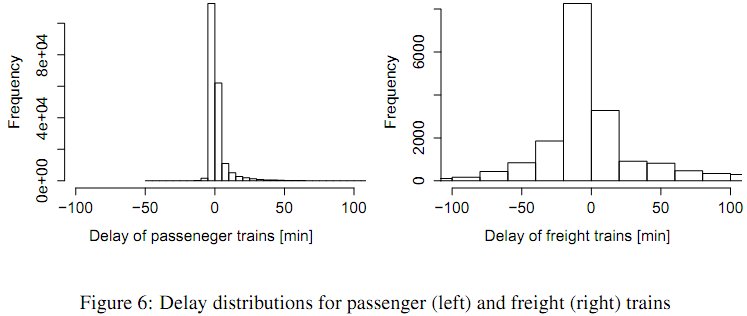 Frequency
0e+00 4e+04 8e+04
−100 −50 0 50 100
Delay of passeneger trains [min]
Frequency
0 2000 6000
−100 −50 0 50 100
Delay of freight trains [min]
Figure 6: Delay distributions for passenger (left) and freight (right) trains